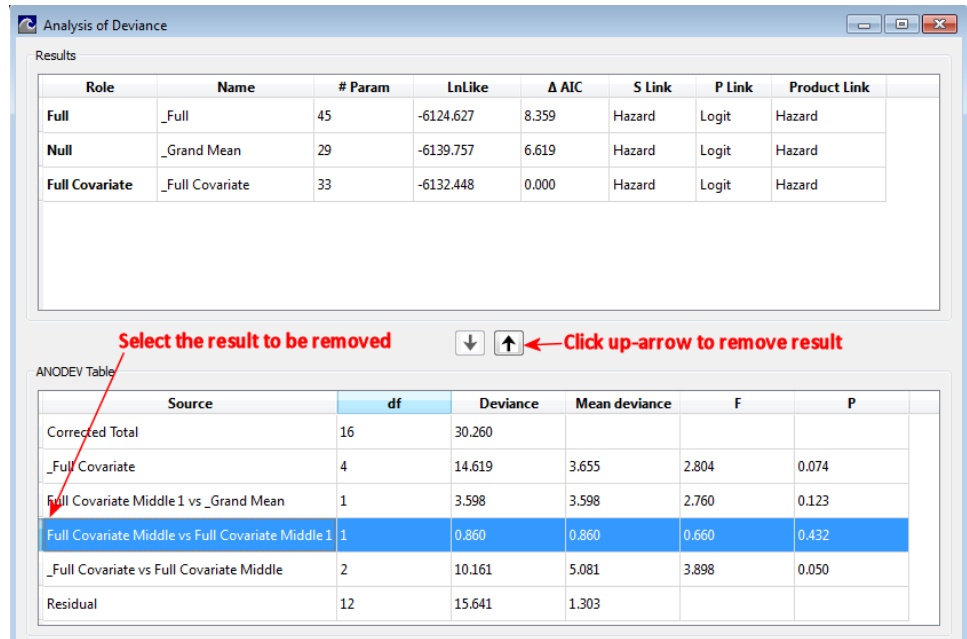 Analysis of Deviance
Results
Role Name # Param LnLike Δ AIC S Link P Link Product Link
Full _Full 45 -6124.627 8.359 Hazard Logit Hazard
Null _Grand Mean 29 -6139.757 6.619 Hazard Logit Hazard
Full Covariate _Full Covariate 33 -6132.448 0.000 Hazard Logit Hazard
Select the result to be removed Click up-arrow to remove result
ANODEV Table
Source df Deviance Mean deviance F P
Corrected Total 16 30.260
_Full Covariate 4 14.619 3.655 2.804 0.074
Full Covariate Middle 1 vs _Grand Mean 1 3.598 3.598 2.760 0.123
Full Covariate Middle vs Full Covariate Middle 1 1 0.860 0.860 0.660 0.432
_Full Covariate vs Full Covariate Middle 2 10.161 5.081 3.898 0.050
Residual 12 15.641 1.303